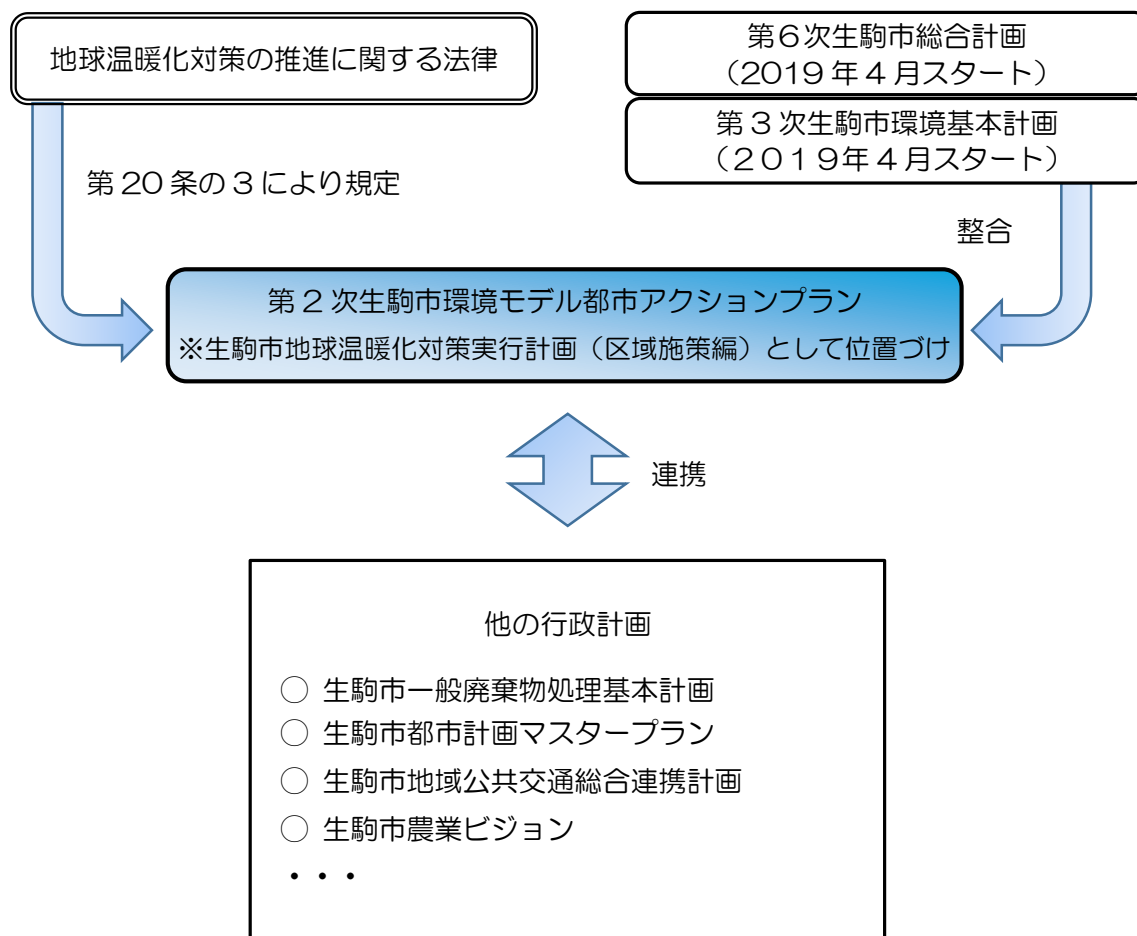 地球温暖化対策の推進に関する法律
第6次生駒市総合計画
（2019年4月スタート）
第3次生駒市環境基本計画
（２０１９年4月スタート）
第20条の3により規定
整合
第2次生駒市環境モデル都市アクションプラン
※生駒市地球温暖化対策実行計画（区域施策編）として位置づけ
連携
他の行政計画
○ 生駒市一般廃棄物処理基本計画
○ 生駒市都市計画マスタープラン
○ 生駒市地域公共交通総合連携計画
○ 生駒市農業ビジョン
・・・